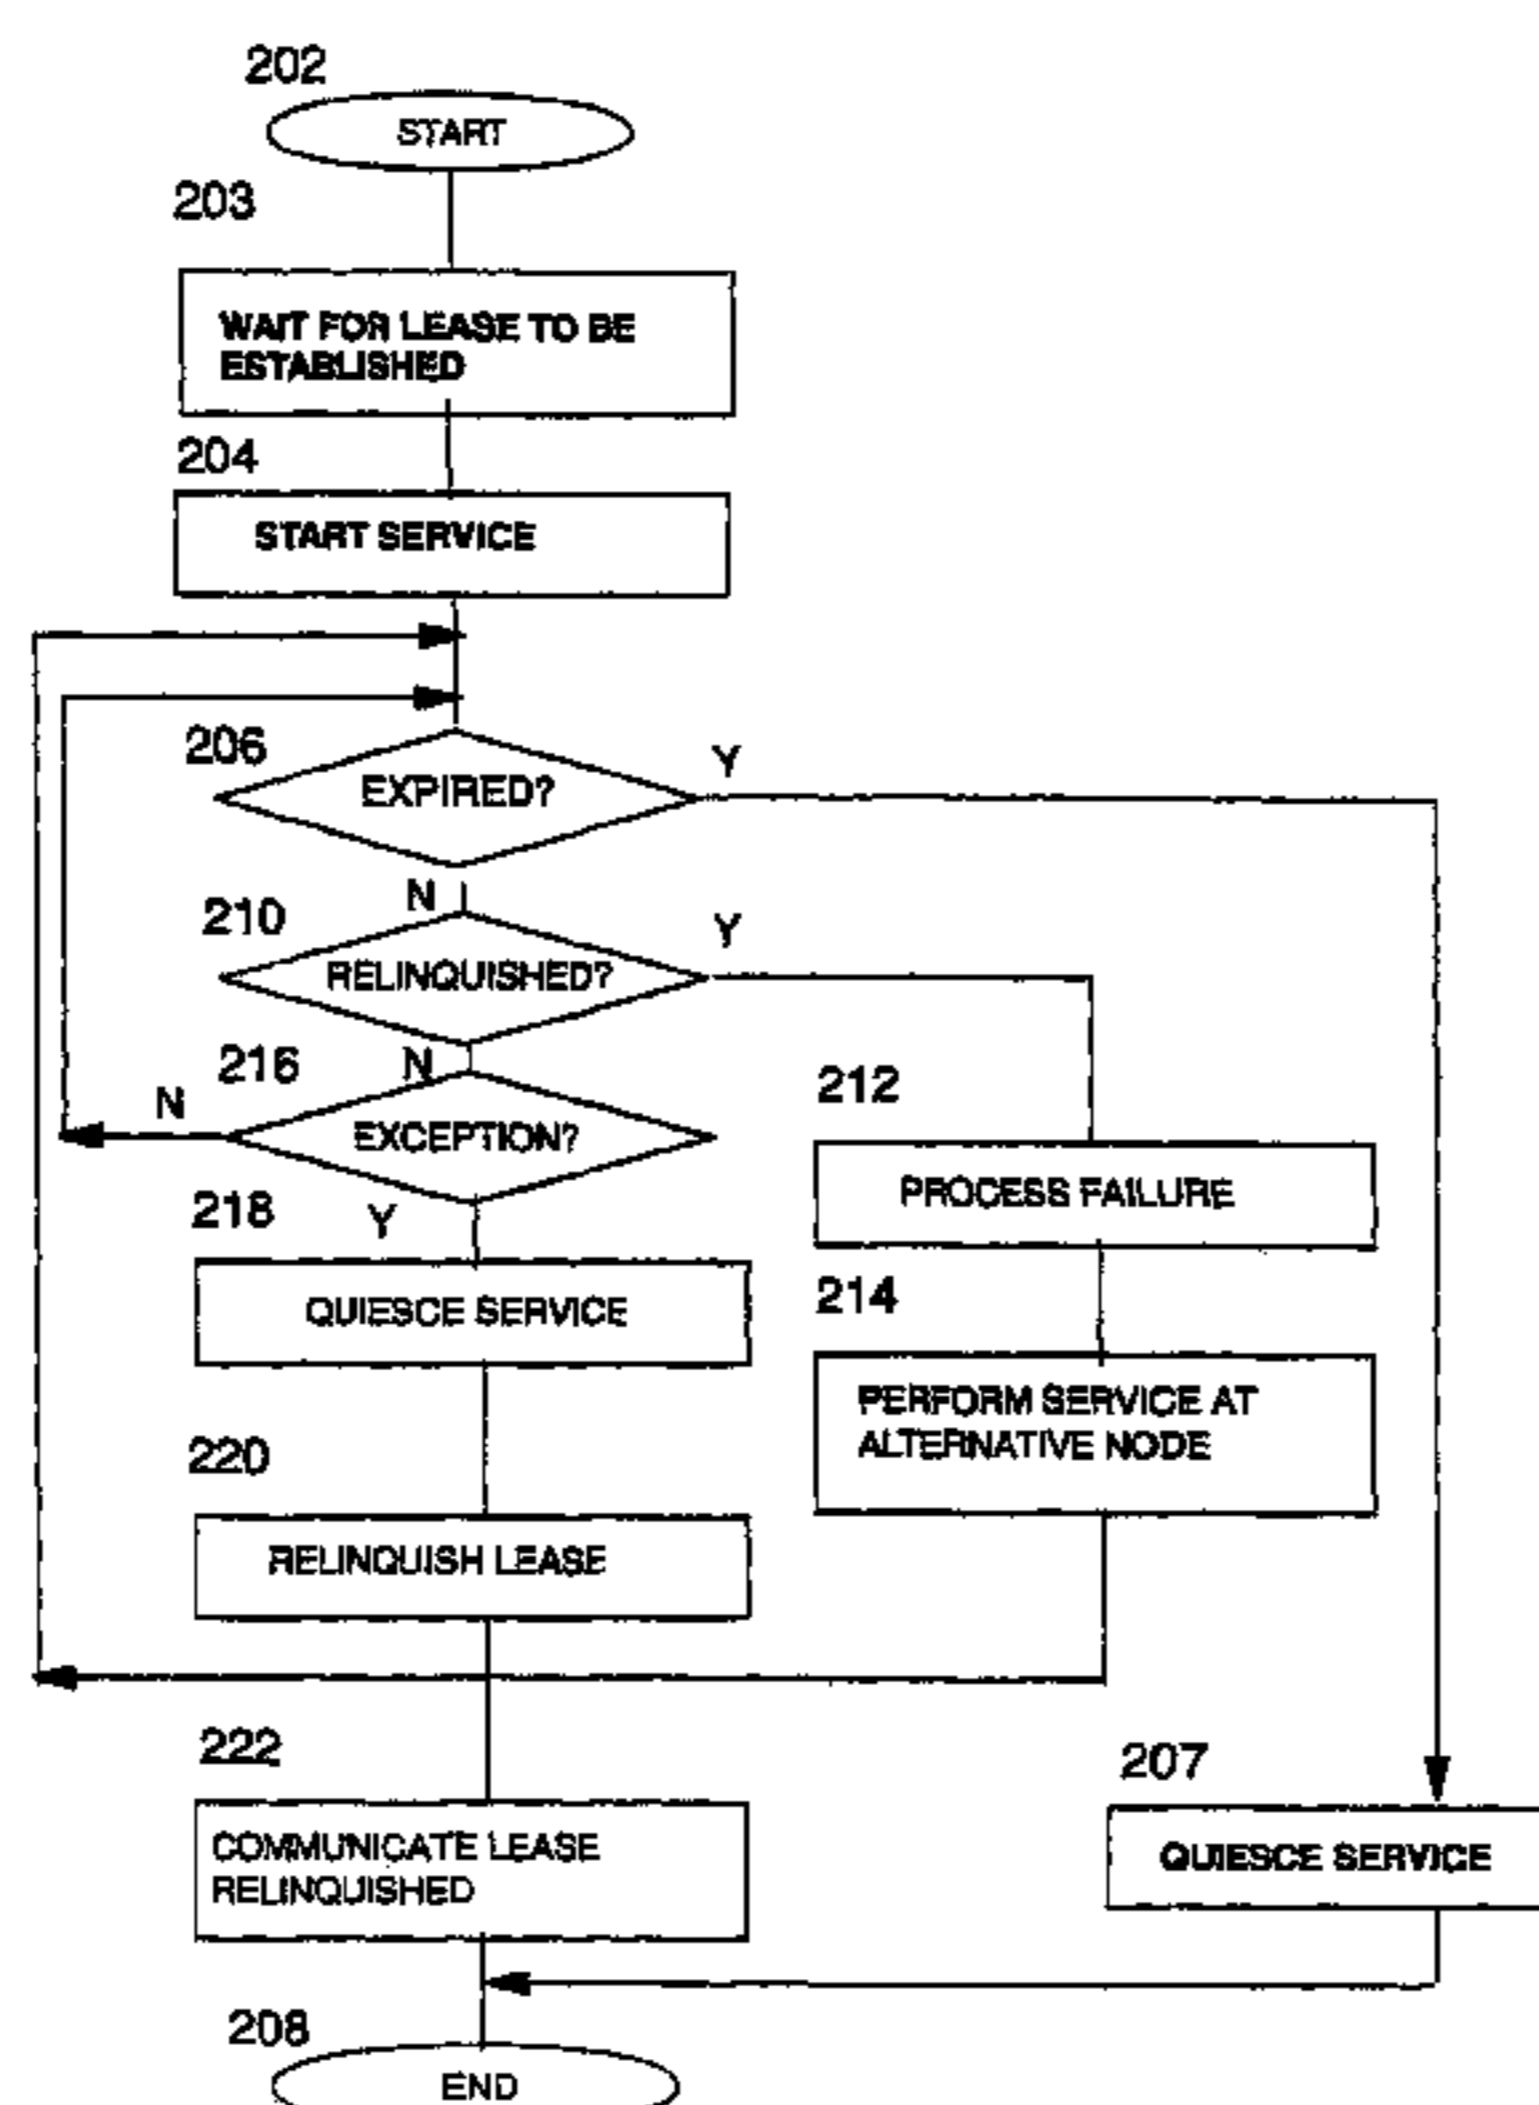 202
START
203
WAIT FOR LEASE TO BE
ESTABLISHED
204
START SERVICE
206
EXPIRED?
Y
N
210
RELINQUISHED?
Y
N
216
EXCEPTION?
N
Y
212
PROCESS FAILURE
218
QUIESCE SERVICE
214
PERFORM SERVICE AT
ALTERNATIVE NODE
220
RELINQUISH LEASE
222
COMMUNICATE LEASE
RELINQUISHED
207
QUIESCE SERVICE
208
END